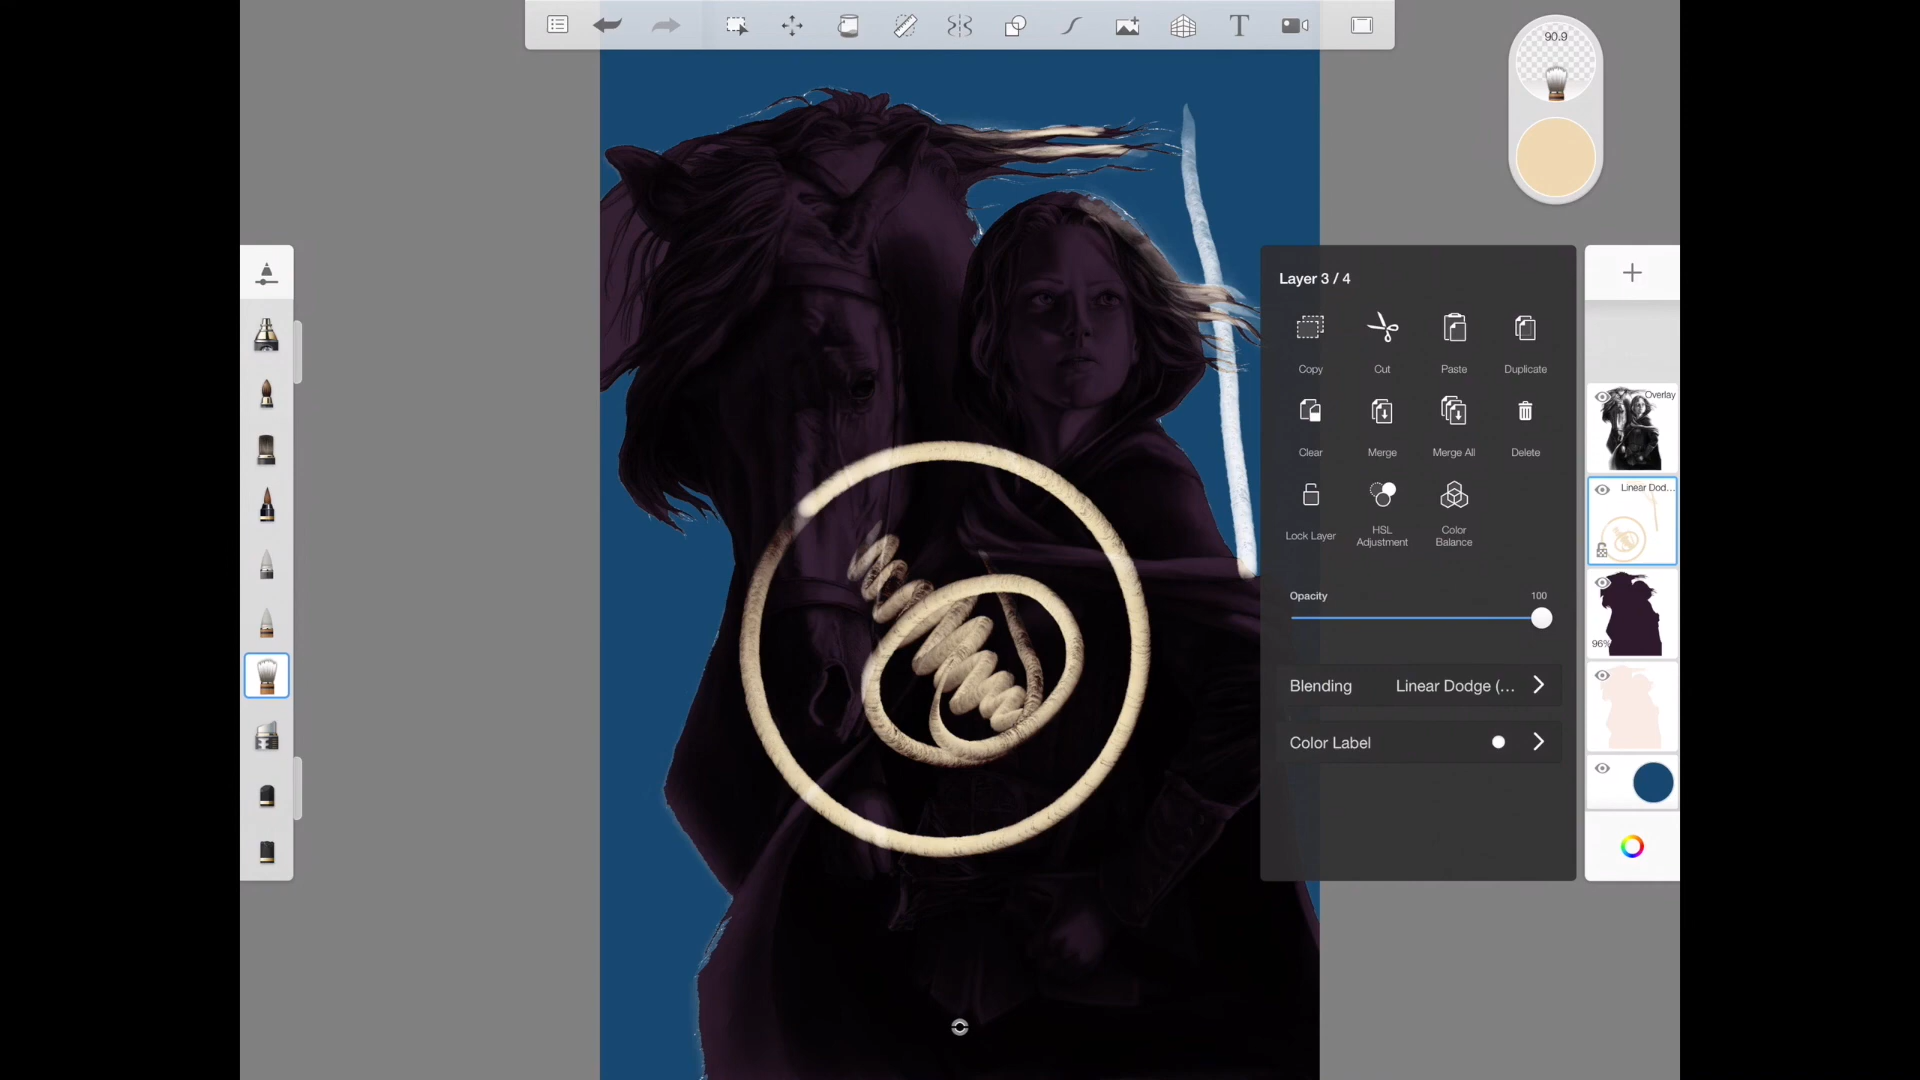 T
90.9
Layer 3 / 4
Copy
Cut
Paste
Duplicate
Clear
Merge
Merge All
Delete
Lock Layer
HSL
Adjustment
Color
Balance
Opacity
100
Blending
Linear Dodge (...
Color Label
Overlay
Linear Dod...
96%